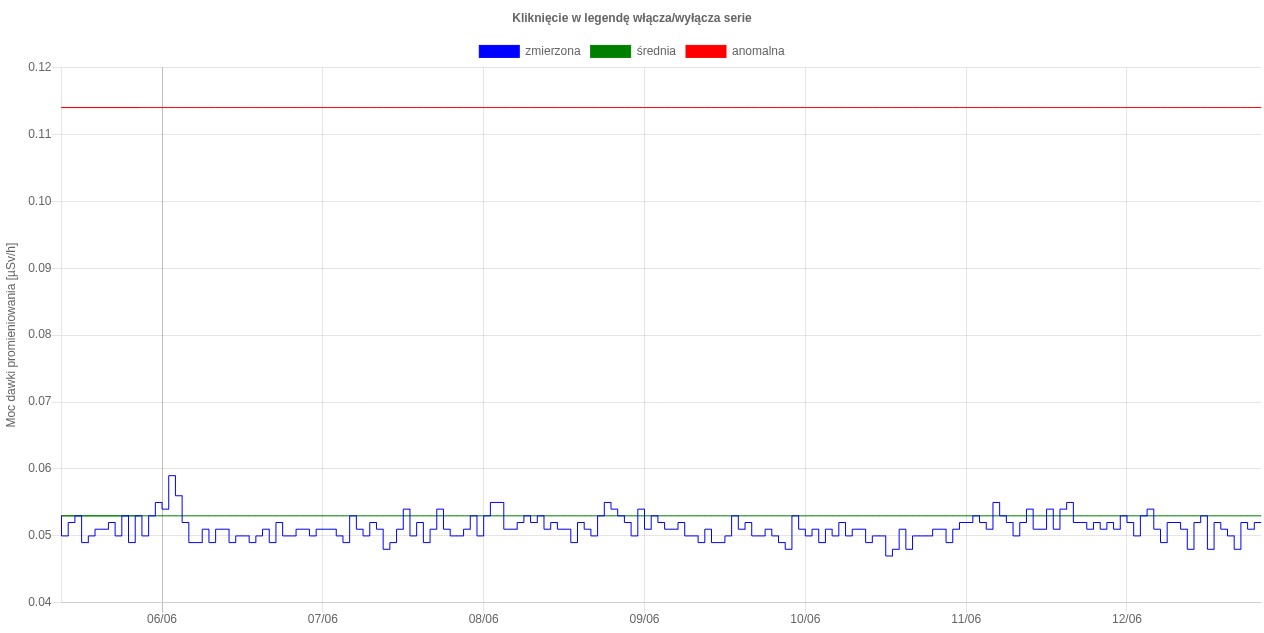 Kliknięcie w legendę włącza/wyłącza serie
zmierzona średnia anomalna
Moc dawki promieniowania [µSv/h]
0.12
0.11
0.10
0.09
0.08
0.07
0.06
0.05
0.04
06/06 07/06 08/06 09/06 10/06 11/06 12/06